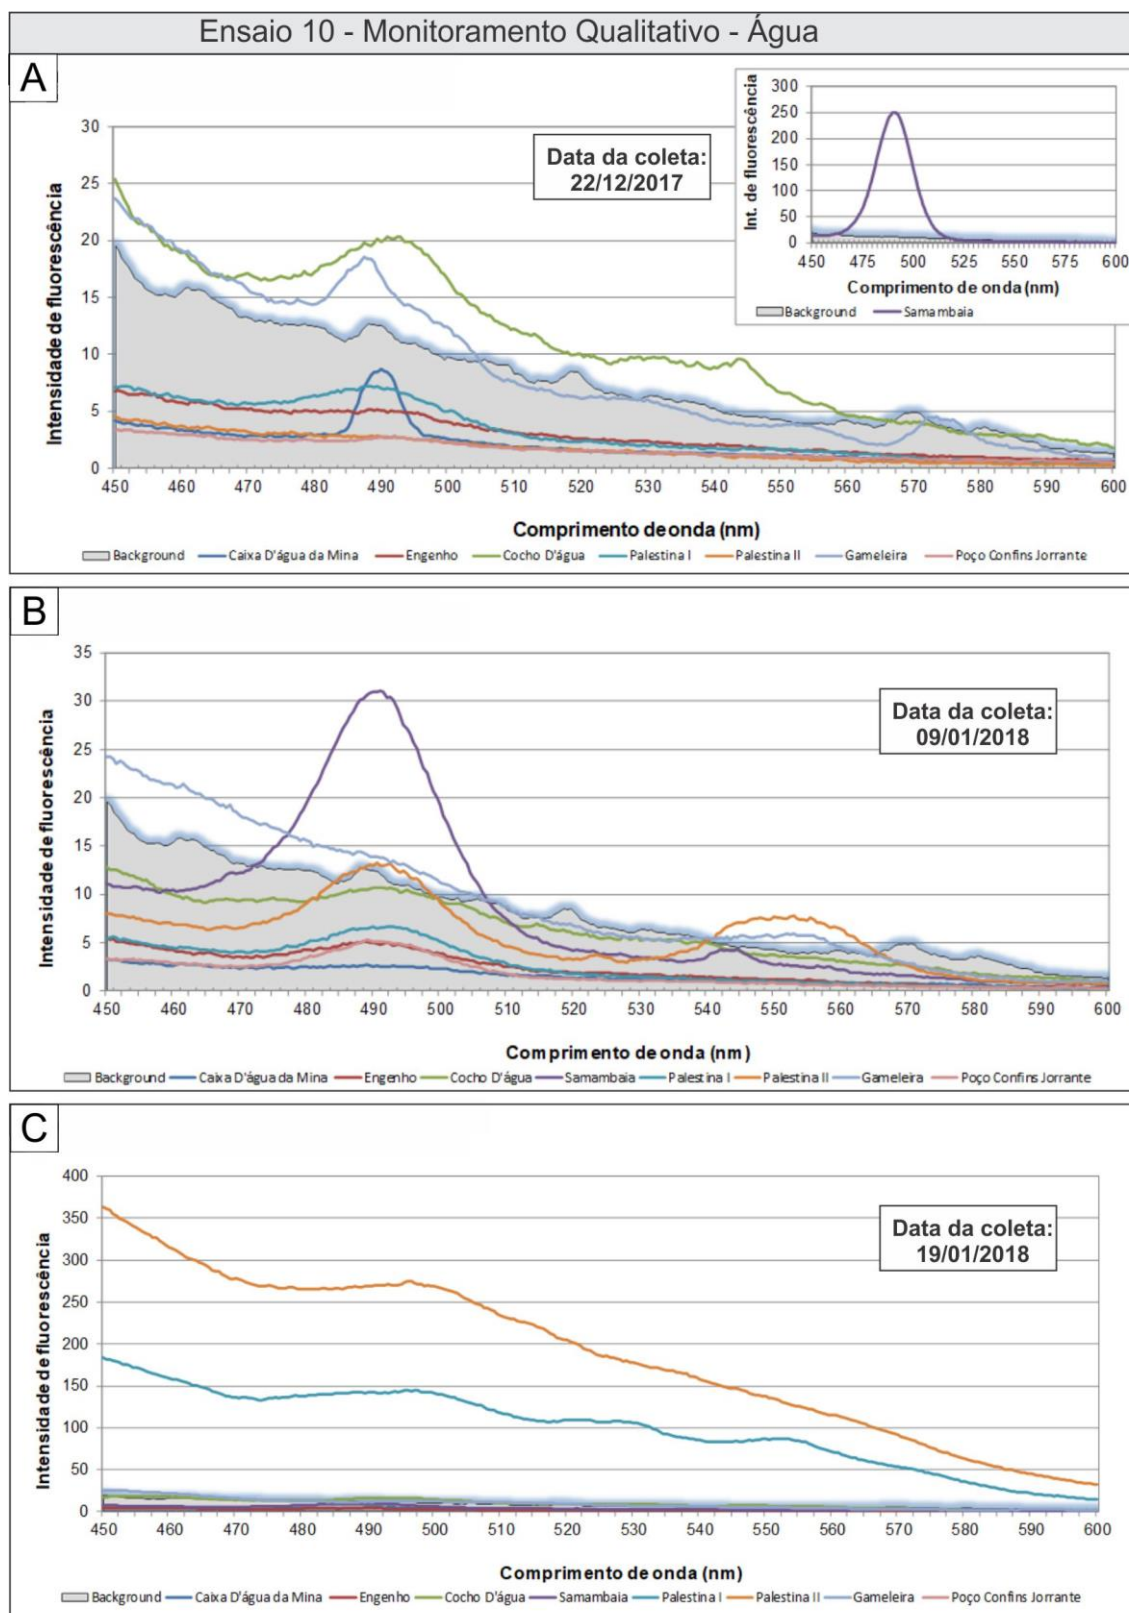 Ensaio 10 - Monitoramento Qualitativo - Água
A
Intensidade de fluorescência
30
25
20
15
10
5
0
Data da coleta:
22/12/2017
Int. de fluorescência
300
250
200
150
100
50
0
450 475 500 525 550 575 600
Comprimento de onda (nm)
Background Samambaia
450 460 470 480 490 500 510 520 530 540 550 560 570 580 590 600
Comprimento de onda (nm)
Background Caixa D'água da Mina Engenho Cocho D'água Palestina I Palestina II Gameleira Poço Confins Jorrante
B
Intensidade de fluorescência
35
30
25
20
15
10
5
0
Data da coleta:
09/01/2018
450 460 470 480 490 500 510 520 530 540 550 560 570 580 590 600
Comprimento de onda (nm)
Background Caixa D'água da Mina Engenho Cocho D'água Samambaia Palestina I Palestina II Gameleira Poço Confins Jorrante
C
Intensidade de fluorescência
400
350
300
250
200
150
100
50
0
Data da coleta:
19/01/2018
450 460 470 480 490 500 510 520 530 540 550 560 570 580 590 600
Comprimento de onda (nm)
Background Caixa D'água da Mina Engenho Cocho D'água Samambaia Palestina I Palestina II Gameleira Poço Confins Jorrante